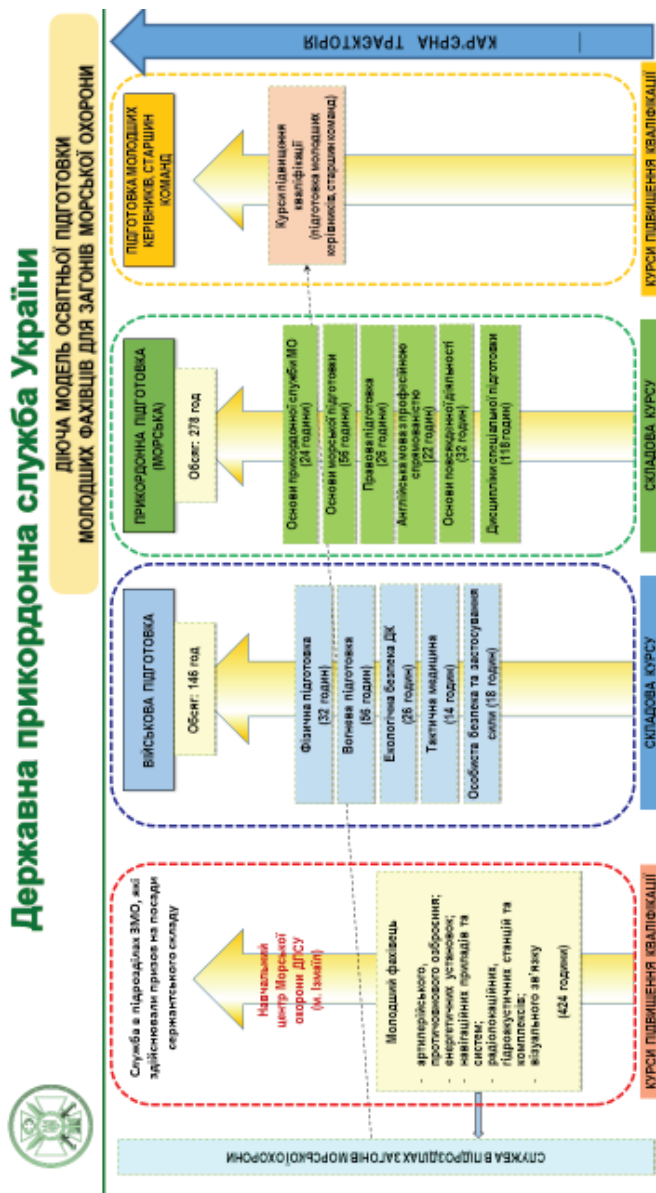 Державна прикордонна служба України
ДІЮЧА МОДЕЛЬ ОСВІТНЬОЇ ПІДГОТОВКИ
МОЛОДШИХ ФАХІВЦІВ ДЛЯ ЗАГОНІВ МОРСЬКОЇ ОХОРОНИ
СЛУЖБА В ПІДРОЗДІЛАХ ЗАГОНІВ МОРСЬКОЇ ОХОРОНИ
Служба в підрозділах ЗМО, які
здійснювали призов на посади
сержантського складу
Навчальний
центр Морської
охорони ДПСУ
(м. Ізмаїл)
Молодший фахівець
- артилерійського,
протичовнового озброєння;
- енергетичних установок;
- навігаційних приладів та
систем;
- радіолокаційних,
гідроакустичних станцій та
комплексів;
- візуального зв'язку
(424 години)
КУРСИ ПІДВИЩЕННЯ КВАЛІФІКАЦІЇ
ВІЙСЬКОВА ПІДГОТОВКА
Обсяг: 146 год
Фізична підготовка
(32 годин)
Вогнева підготовка
(56 годин)
Екологічна безпека ДК
(26 годин)
Тактична медицина
(14 годин)
Особиста безпека та застосування
сили (18 годин)
СКЛАДОВА КУРСУ
ПРИКОРДОННА ПІДГОТОВКА
(МОРСЬКА)
Обсяг: 278 год
Основи прикордонної служби МО
(24 години)
Основи морської підготовки
(56 годин)
Правова підготовка
(26 годин)
Англійська мова з професійною
спрямованістю
(22 годин)
Основи повсякденної діяльності
(32 годин)
Дисципліни спеціальної підготовки
(118 годин)
СКЛАДОВА КУРСУ
ПІДГОТОВКА МОЛОДШИХ
КЕРІВНИКІВ, СТАРШИН
КОМАНД
Курси підвищення
кваліфікації
(підготовка молодших
керівників, старшин команд)
КУРСИ ПІДВИЩЕННЯ КВАЛІФІКАЦІЇ
КАР'ЄРНА ТРАЄКТОРІЯ